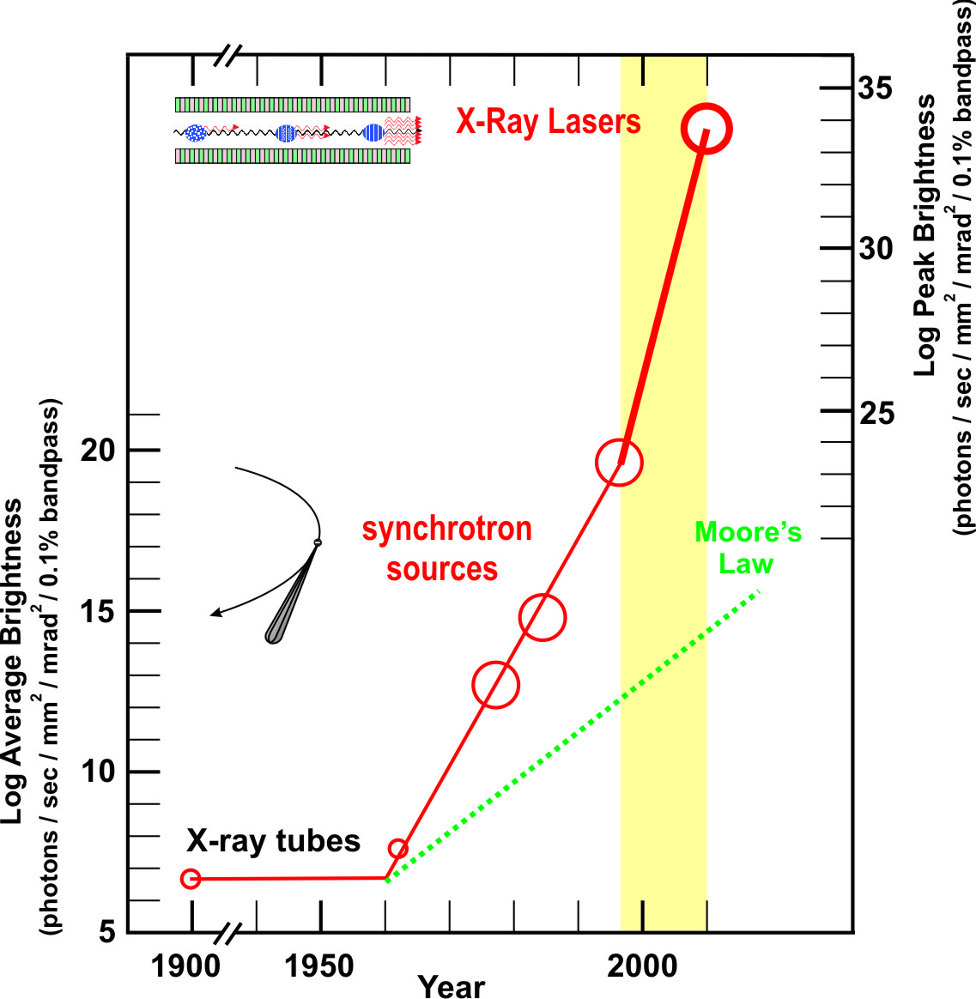 X-Ray Lasers
35
30
25
Log Peak Brightness
(photons / sec / mm² / mrad² / 0.1% bandpass)
20
15
10
5
Log Average Brightness
(photons / sec / mm² / mrad² / 0.1% bandpass)
synchrotron
sources
Moore’s
Law
X-ray tubes
1900
1950
2000
Year